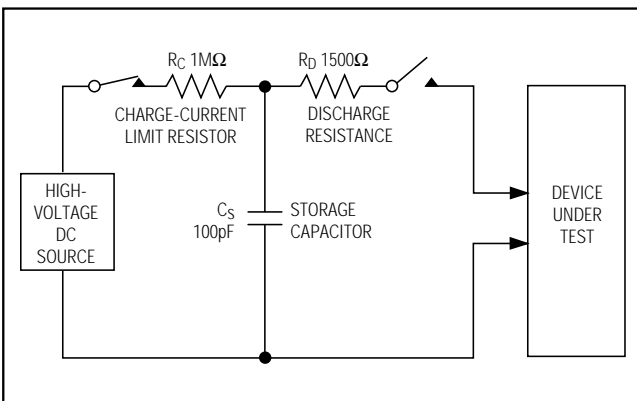 R_C 1MΩ
CHARGE-CURRENT
LIMIT RESISTOR
R_D 1500Ω
DISCHARGE
RESISTANCE
HIGH-
VOLTAGE
DC
SOURCE
C_S
100pF
STORAGE
CAPACITOR
DEVICE
UNDER
TEST